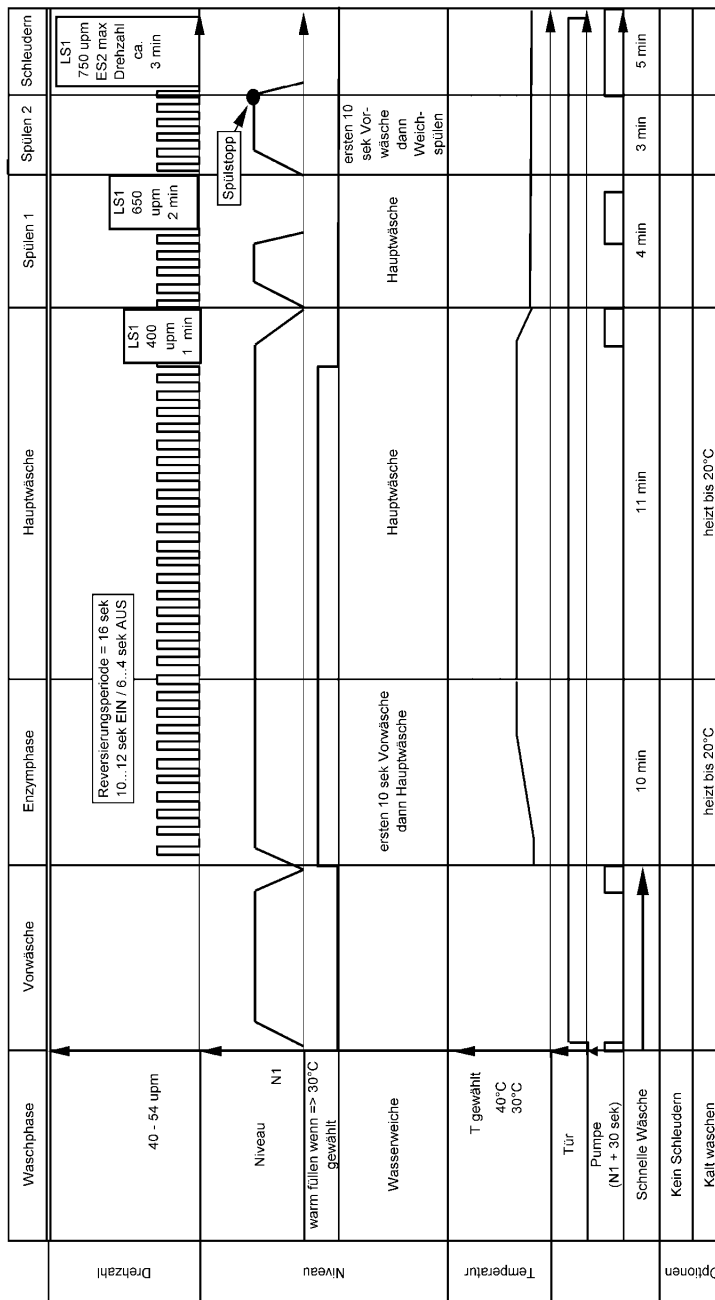 Waschphase
Vorwäsche
Enzymphase
Hauptwäsche
Spülen 1
Spülen 2
Schleudern
Drehzahl
40 - 54 upm
Reversierungsperiode = 16 sek
10...12 sek EIN / 6...4 sek AUS
LS1
400
upm
1 min
LS1
650
upm
2 min
LS1
750 upm
ES2 max
Drehzahl
ca.
3 min
Niveau
Niveau
N1
Spülstopp
warm füllen wenn => 30°C
gewählt
Wasserweiche
ersten 10 sek Vorwäsche
dann Hauptwäsche
Hauptwäsche
Hauptwäsche
ersten 10
sek Vor-
wäsche
dann
Weich-
spülen
Temperatur
T gewählt
40°C
30°C
Tür
Pumpe
(N1 + 30 sek)
Optionen
Schnelle Wäsche
10 min
11 min
4 min
3 min
5 min
Kein Schleudern
Kalt waschen
heizt bis 20°C
heizt bis 20°C